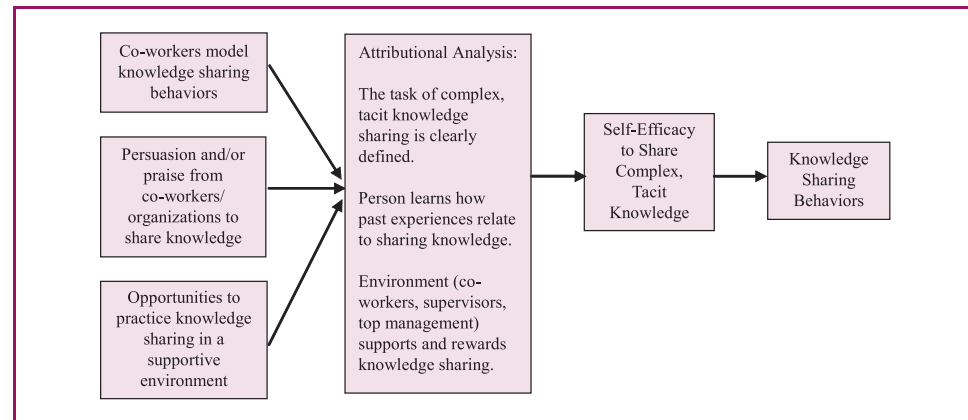 Co-workers model
knowledge sharing
behaviors
Persuasion and/or
praise from
co-workers/
organizations to
share knowledge
Opportunities to
practice knowledge
sharing in a
supportive
environment
Attributional Analysis:
The task of complex,
tacit knowledge
sharing is clearly
defined.
Person learns how
past experiences relate
to sharing knowledge.
Environment (co-
workers, supervisors,
top management)
supports and rewards
knowledge sharing.
Self-Efficacy
to Share
Complex,
Tacit
Knowledge
Knowledge
Sharing
Behaviors